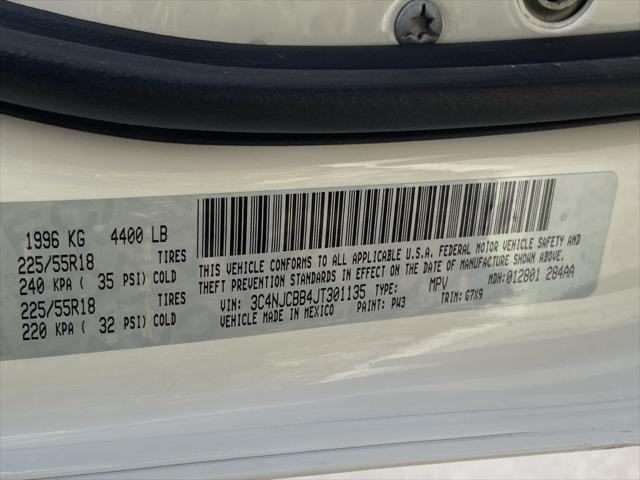 1996 KG 4400 LB
225/55R18 TIRES
240 KPA ( 35 PSI) COLD
225/55R18 TIRES
220 KPA ( 32 PSI) COLD
THIS VEHICLE CONFORMS TO ALL APPLICABLE U.S.A. FEDERAL MOTOR VEHICLE SAFETY AND
THEFT PREVENTION STANDARDS IN EFFECT ON THE DATE OF MANUFACTURE SHOWN ABOVE.
VIN: 3C4NJCBB4JT301135 TYPE: MPV MDH: 012801 284AA
VEHICLE MADE IN MEXICO PAINT: PW3 TRIM: G7X9